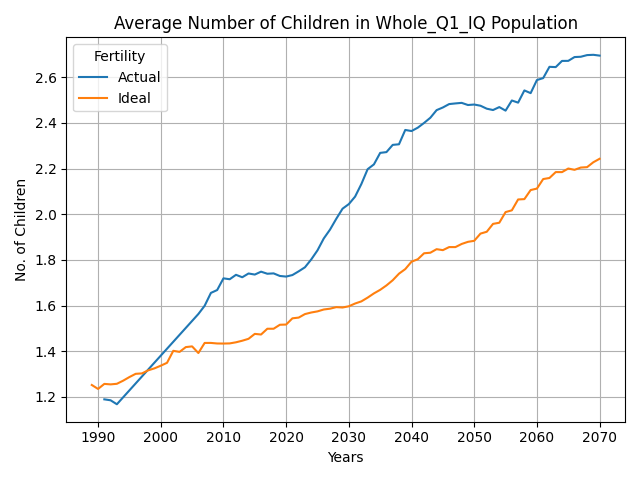 Average Number of Children in Whole_Q1_IQ Population
Fertility
Actual
Ideal
No. of Children
2.6
2.4
2.2
2.0
1.8
1.6
1.4
1.2
1990 2000 2010 2020 2030 2040 2050 2060 2070
Years